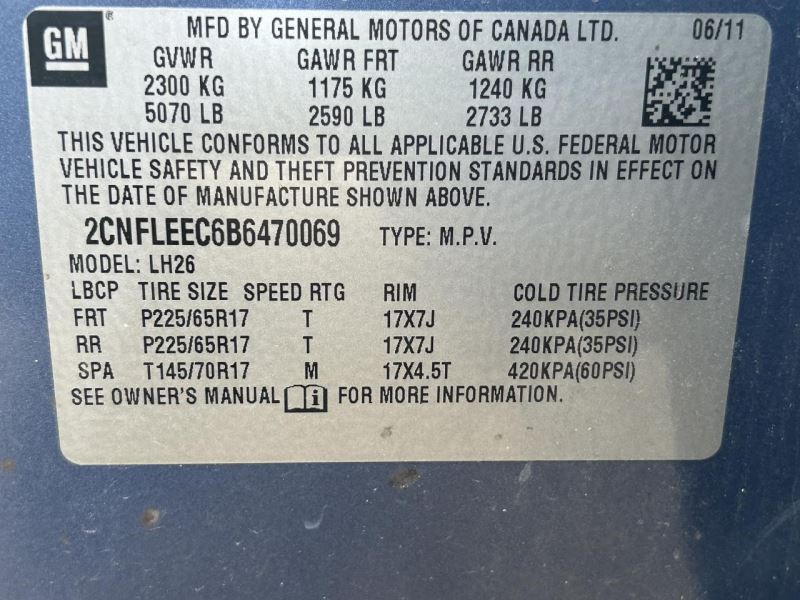 GM ® MFD BY GENERAL MOTORS OF CANADA LTD. 06/11
GVWR GAWR FRT GAWR RR
2300 KG 1175 KG 1240 KG
5070 LB 2590 LB 2733 LB
THIS VEHICLE CONFORMS TO ALL APPLICABLE U.S. FEDERAL MOTOR
VEHICLE SAFETY AND THEFT PREVENTION STANDARDS IN EFFECT ON
THE DATE OF MANUFACTURE SHOWN ABOVE.
2CNFLEEC6B6470069 TYPE: M.P.V.
MODEL: LH26
LBCP TIRE SIZE SPEED RTG RIM COLD TIRE PRESSURE
FRT P225/65R17 T 17X7J 240KPA(35PSI)
RR P225/65R17 T 17X7J 240KPA(35PSI)
SPA T145/70R17 M 17X4.5T 420KPA(60PSI)
SEE OWNER'S MANUAL i FOR MORE INFORMATION.